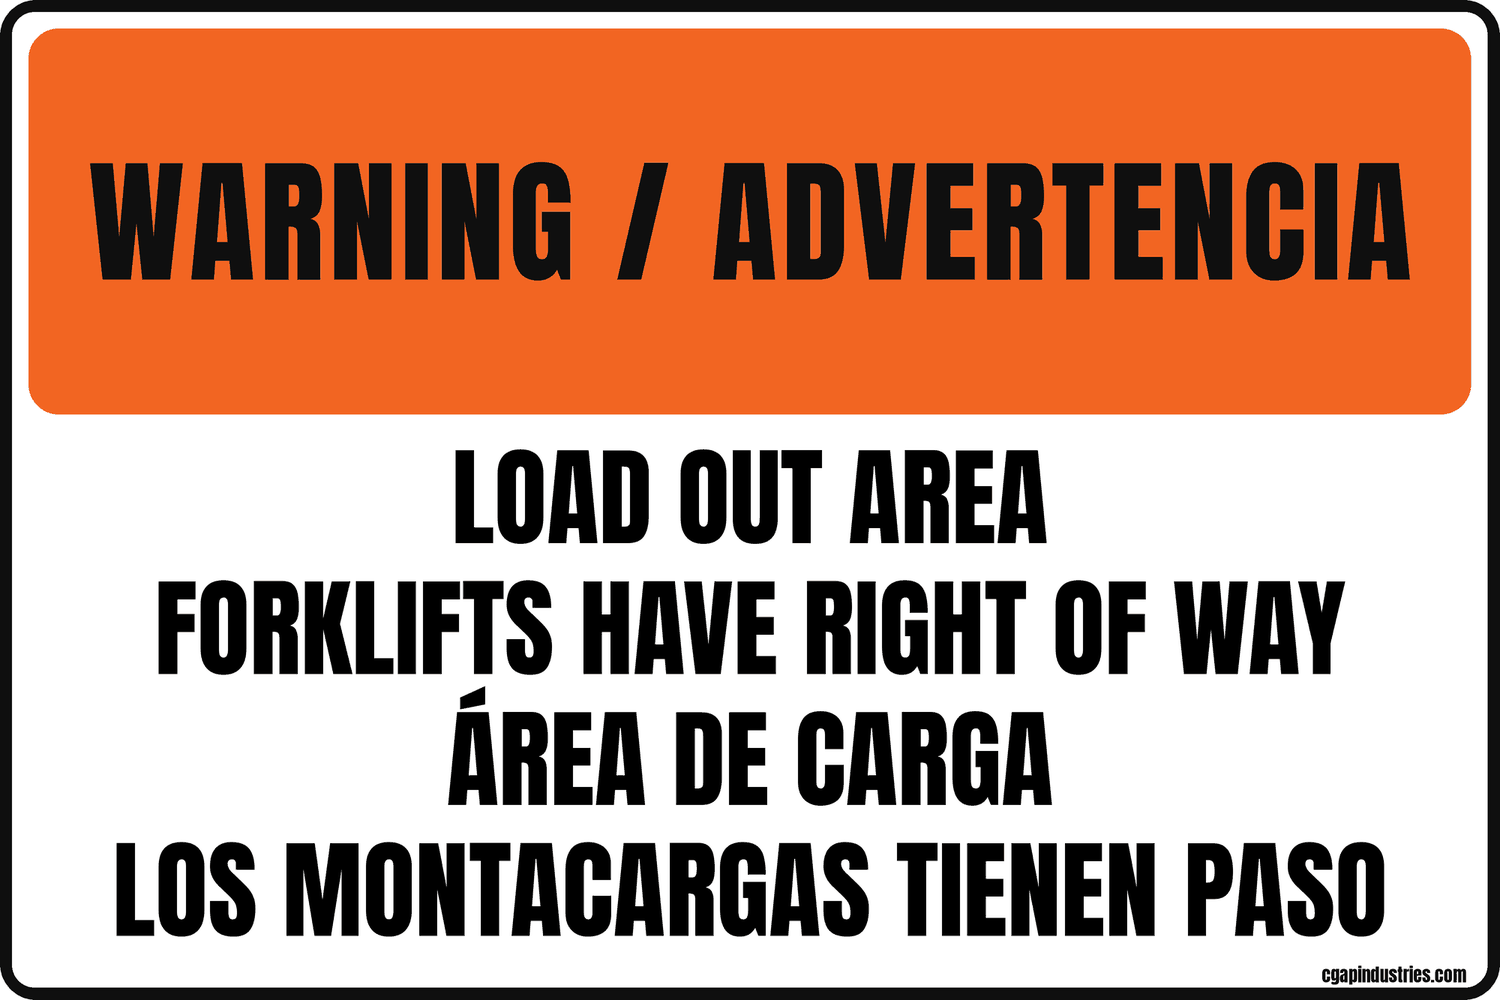 WARNING / ADVERTENCIA
LOAD OUT AREA
FORKLIFTS HAVE RIGHT OF WAY
ÁREA DE CARGA
LOS MONTACARGAS TIENEN PASO
cgapindustries.com